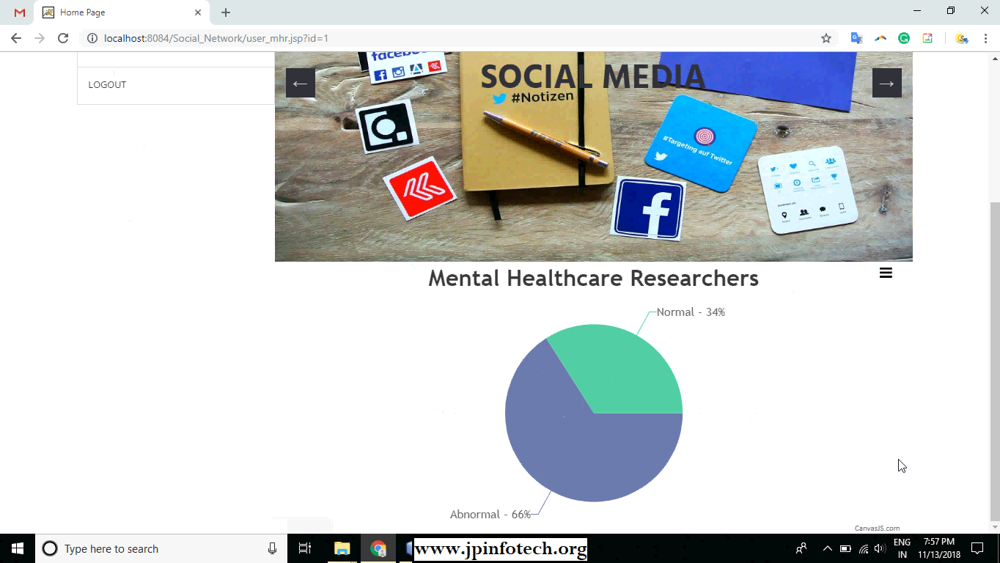 Home Page
localhost:8084/Social_Network/user_mhr.jsp?id=1
LOGOUT
facebook
SOCIAL MEDIA
#Notizen
#Targeting auf Twitter
Mental Healthcare Researchers
Normal - 34%
Abnormal - 66%
CanvasJS.com
Type here to search
www.jpinfotech.org
ENG
IN
7:57 PM
11/13/2018